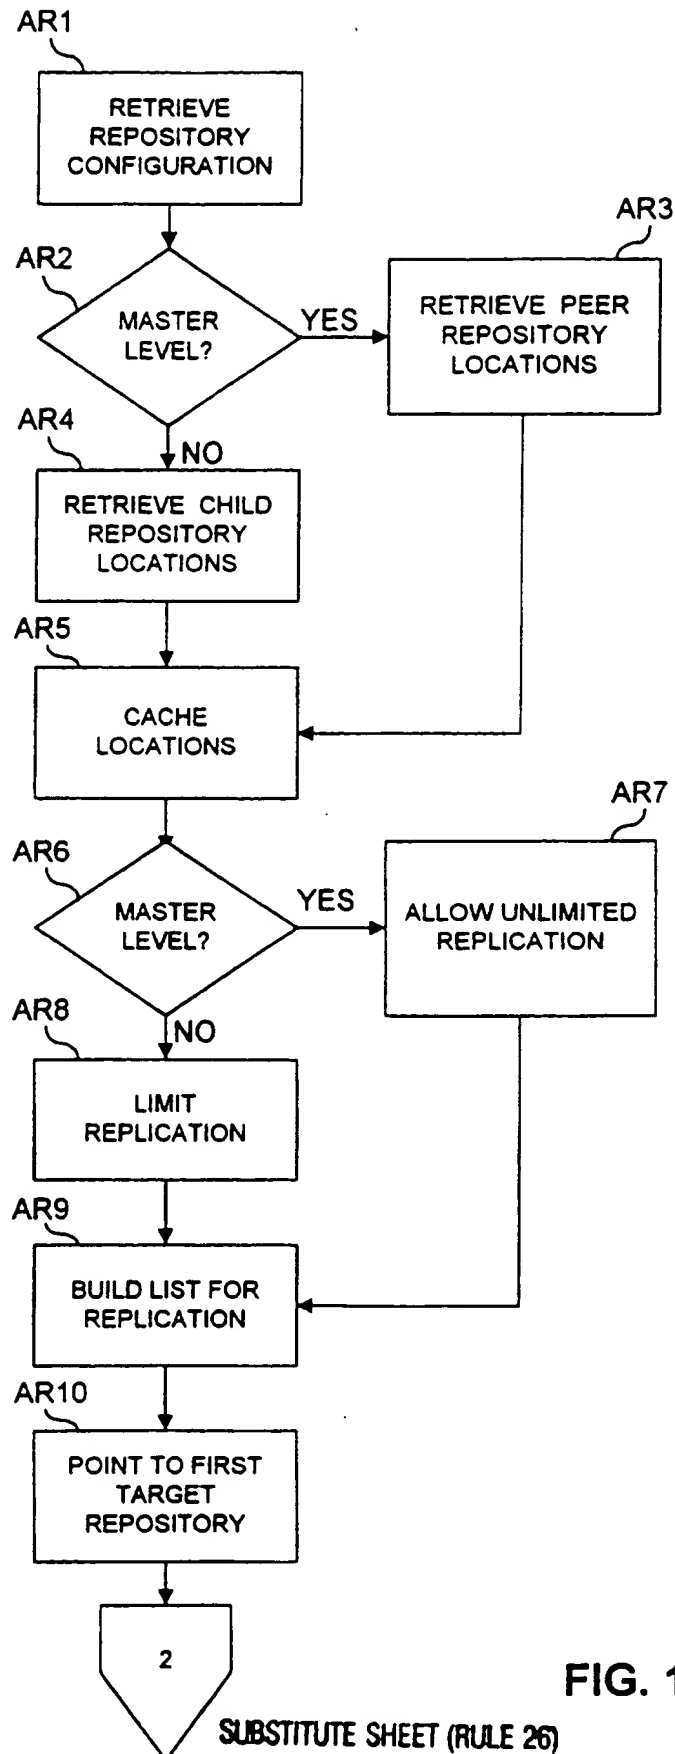 AR1
RETRIEVE
REPOSITORY
CONFIGURATION
AR2
MASTER
LEVEL?
YES
AR3
RETRIEVE PEER
REPOSITORY
LOCATIONS
NO
AR4
RETRIEVE CHILD
REPOSITORY
LOCATIONS
AR5
CACHE
LOCATIONS
AR6
MASTER
LEVEL?
YES
AR7
ALLOW UNLIMITED
REPLICATION
NO
AR8
LIMIT
REPLICATION
AR9
BUILD LIST FOR
REPLICATION
AR10
POINT TO FIRST
TARGET
REPOSITORY
2
FIG. 1
SUBSTITUTE SHEET (RULE 26)